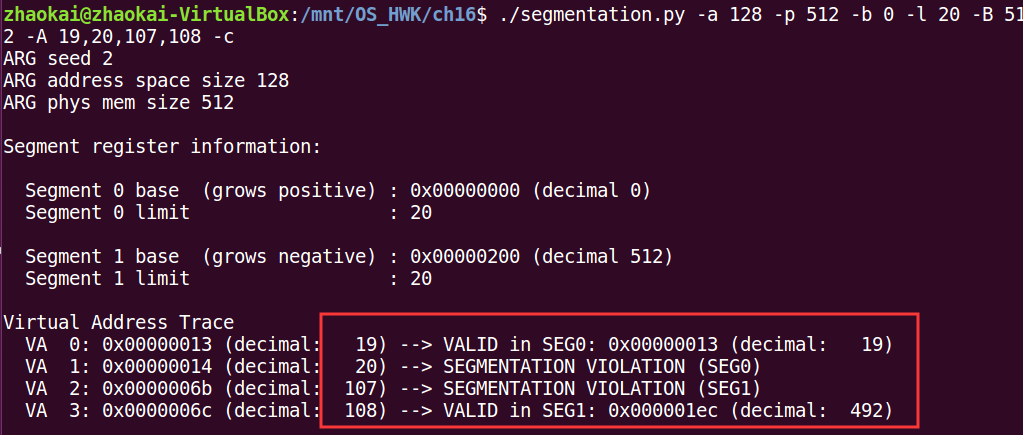 zhaokai@zhaokai-VirtualBox:/mnt/OS_HWK/ch16$ ./segmentation.py -a 128 -p 512 -b 0 -l 20 -B 51
2 -A 19,20,107,108 -c
ARG seed 2
ARG address space size 128
ARG phys mem size 512
Segment register information:
Segment 0 base  (grows positive) : 0x00000000 (decimal 0)
Segment 0 limit                  : 20
Segment 1 base  (grows negative) : 0x00000200 (decimal 512)
Segment 1 limit                  : 20
Virtual Address Trace
VA  0: 0x00000013 (decimal:   19) --> VALID in SEG0: 0x00000013 (decimal:   19)
VA  1: 0x00000014 (decimal:   20) --> SEGMENTATION VIOLATION (SEG0)
VA  2: 0x0000006b (decimal:  107) --> SEGMENTATION VIOLATION (SEG1)
VA  3: 0x0000006c (decimal:  108) --> VALID in SEG1: 0x000001ec (decimal:  492)